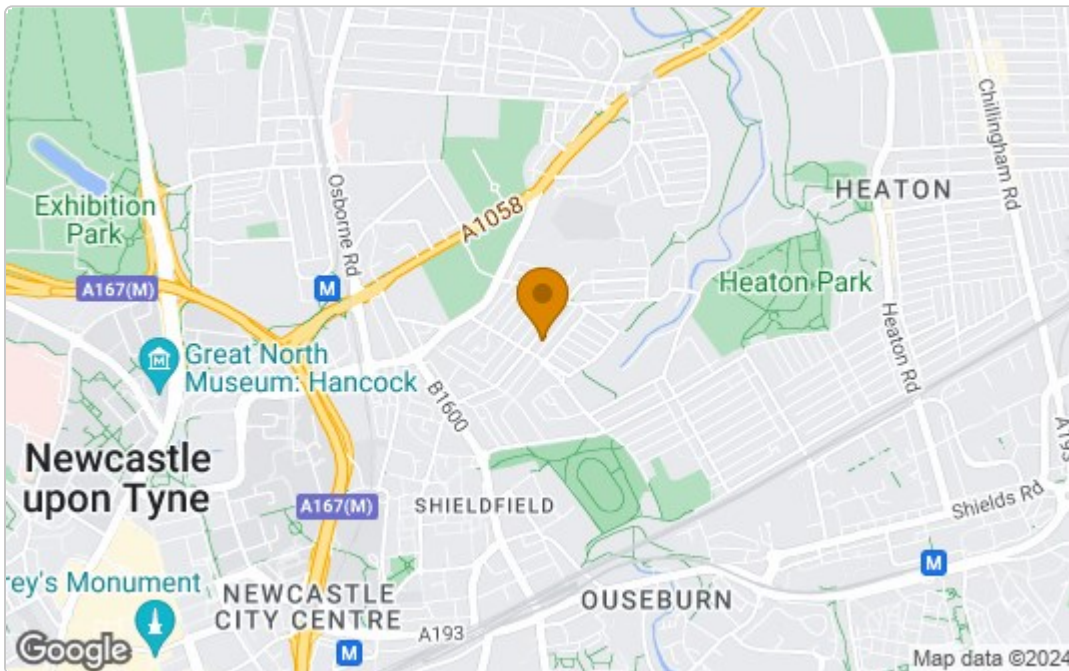 Osborne Rd
Chillingham Rd
Exhibition
Park
A1058
HEATON
M
A167(M)
Heaton Park
Great North
Museum: Hancock
Heaton Rd
B1600
A193
Newcastle
upon Tyne
A167(M)
SHIELDFIELD
Shields Rd
M
rey's Monument
NEWCASTLE
CITY CENTRE
OUSEBURN
A193
M
Google
Map data ©2024